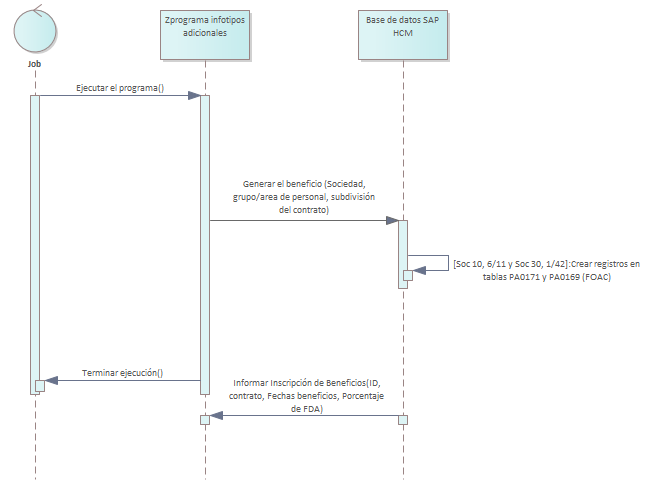 Job
Zprograma infotipos
adicionales
Base de datos SAP
HCM
Ejecutar el programa()
Generar el beneficio (Sociedad,
grupo/area de personal, subdivisión
del contrato)
[Soc 10, 6/11 y Soc 30, 1/42]:Crear registros en
tablas PA0171 y PA0169 (FOAC)
Terminar ejecución()
Informar Inscripción de Beneficios(ID,
contrato, Fechas beneficios, Porcentaje
de FDA)